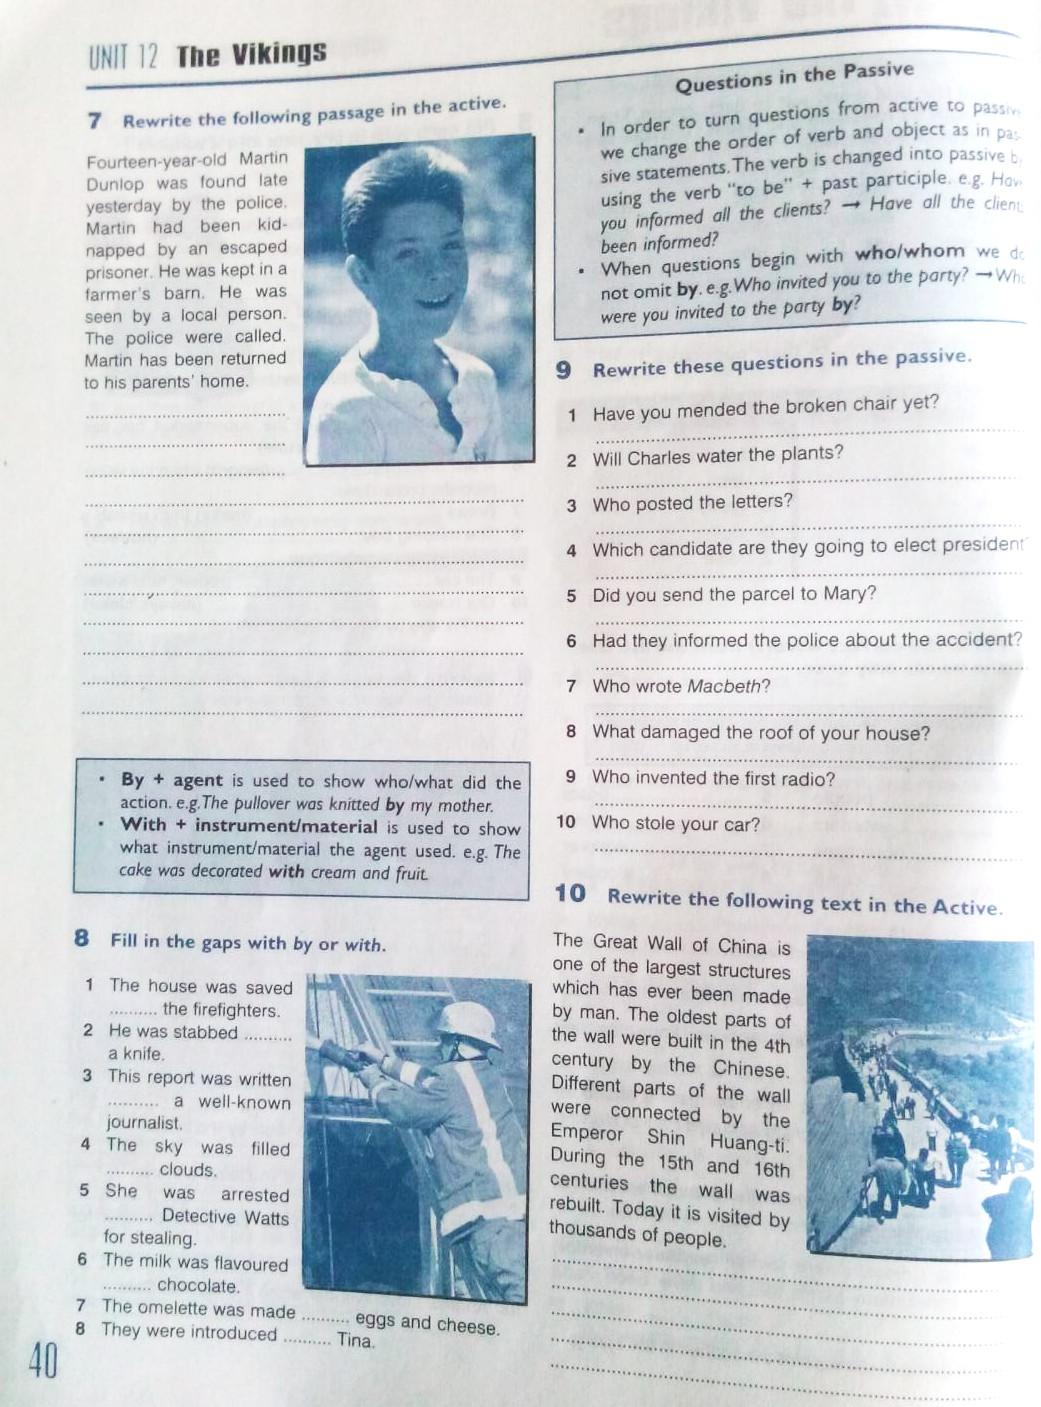 UNIT 12 The Vikings
7 Rewrite the following passage in the active.
Fourteen-year-old Martin
Dunlop was found late
yesterday by the police.
Martin had been kid-
napped by an escaped
prisoner. He was kept in a
farmer's barn. He was
seen by a local person.
The police were called.
Martin has been returned
to his parents' home.
• By + agent is used to show who/what did the
action. e.g. The pullover was knitted by my mother.
• With + instrument/material is used to show
what instrument/material the agent used. e.g. The
cake was decorated with cream and fruit.
8 Fill in the gaps with by or with.
1 The house was saved
.......... the firefighters.
2 He was stabbed ..........
a knife.
3 This report was written
.......... a well-known
journalist.
4 The sky was filled
.......... clouds.
5 She was arrested
.......... Detective Watts
for stealing.
6 The milk was flavoured
.......... chocolate.
7 The omelette was made .......... eggs and cheese.
8 They were introduced .......... Tina.
40
Questions in the Passive
• In order to turn questions from active to
we change the order of verb and object as in pas-
sive statements. The verb is changed into passive
using the verb "to be" + past participle. e.g.
you informed all the clients? → Have all the
been informed?
• When questions begin with who/whom we
not omit by. e.g. Who invited you to the party? →
were you invited to the party by?
9 Rewrite these questions in the passive.
1 Have you mended the broken chair yet?
2 Will Charles water the plants?
3 Who posted the letters?
4 Which candidate are they going to elect president
5 Did you send the parcel to Mary?
6 Had they informed the police about the accident?
7 Who wrote Macbeth?
8 What damaged the roof of your house?
9 Who invented the first radio?
10 Who stole your car?
10 Rewrite the following text in the Active.
The Great Wall of China is
one of the largest structures
which has ever been made
by man. The oldest parts of
the wall were built in the 4th
century by the Chinese.
Different parts of the wall
were connected by the
Emperor Shin Huang-ti.
During the 15th and 16th
centuries the wall was
rebuilt. Today it is visited by
thousands of people.